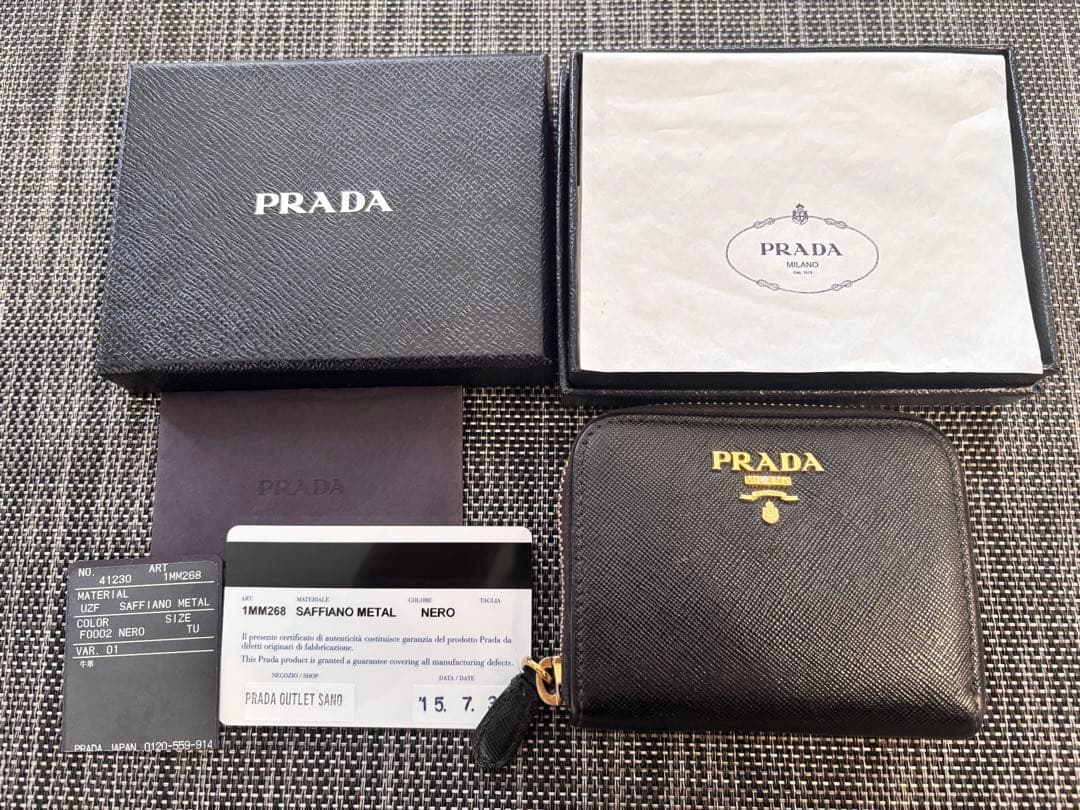 PRADA
PRADA
MILANO
DAL 1913
PRADA
MILANO
PRADA
NO. 41230 ART 1MM268
MATERIAL
UZF SAFFIANO METAL
COLOR SIZE
F0002 NERO TU
VAR. 01
牛革
PRADA JAPAN 0120-559-914
ART. MATERIALE COLORE TAGLIA
1MM268 SAFFIANO METAL NERO
Il presente certificato di autenticità costituisce garanzia del prodotto Prada da
difetti originari di fabbricazione.
This Prada product is granted a guarantee covering all manufacturing defects.
NEGOZIO / SHOP DATA / DATE
PRADA OUTLET SANO '15. 7.